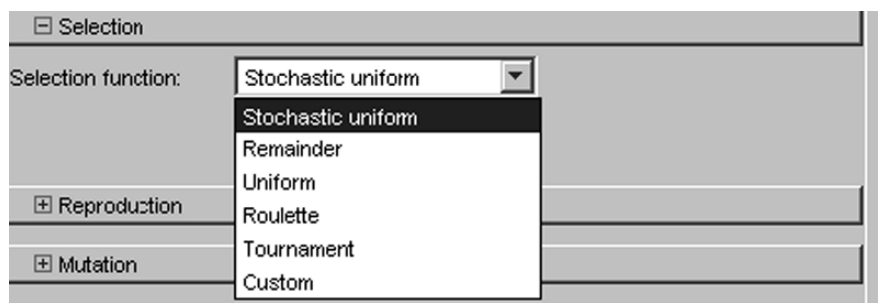 Selection
Selection function: Stochastic uniform
Stochastic uniform
Remainder
Uniform
Reproduction
Roulette
Tournament
Mutation
Custom